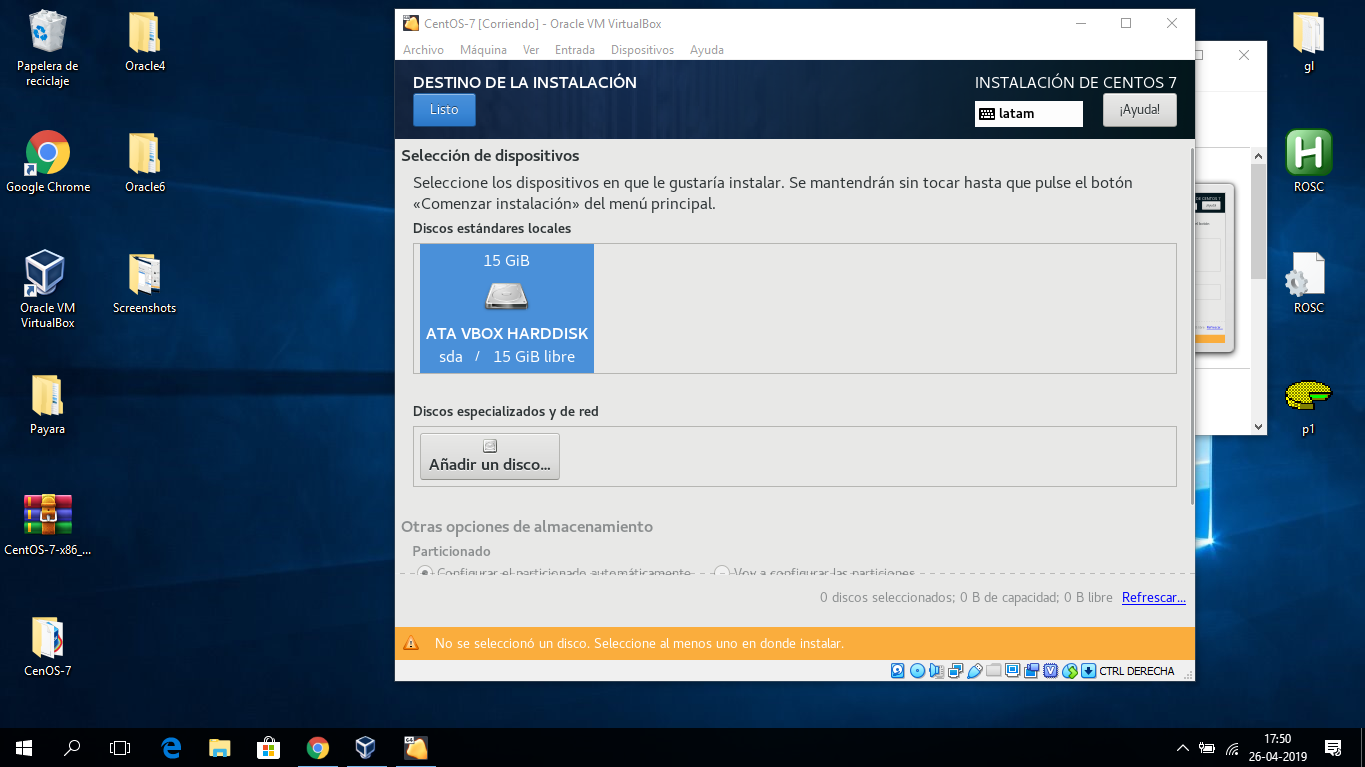 Papelera de
reciclaje
Oracle4
Google Chrome
Oracle6
Oracle VM
VirtualBox
Screenshots
Payara
CentOS-7-x86_...
CenOS-7
CentOS-7 [Corriendo] - Oracle VM VirtualBox
Archivo Máquina Ver Entrada Dispositivos Ayuda
DESTINO DE LA INSTALACIÓN
INSTALACIÓN DE CENTOS 7
Listo
latam
¡Ayuda!
Selección de dispositivos
Seleccione los dispositivos en que le gustaría instalar. Se mantendrán sin tocar hasta que pulse el botón
«Comenzar instalación» del menú principal.
Discos estándares locales
15 GiB
ATA VBOX HARDDISK
sda / 15 GiB libre
Discos especializados y de red
Añadir un disco...
Otras opciones de almacenamiento
Particionado
Configurar el particionado automáticamente. Voy a configurar las particiones.
0 discos seleccionados; 0 B de capacidad; 0 B libre Refrescar...
No se seleccionó un disco. Seleccione al menos uno en donde instalar.
CTRL DERECHA
gl
ROSC
ROSC
p1
17:50
26-04-2019